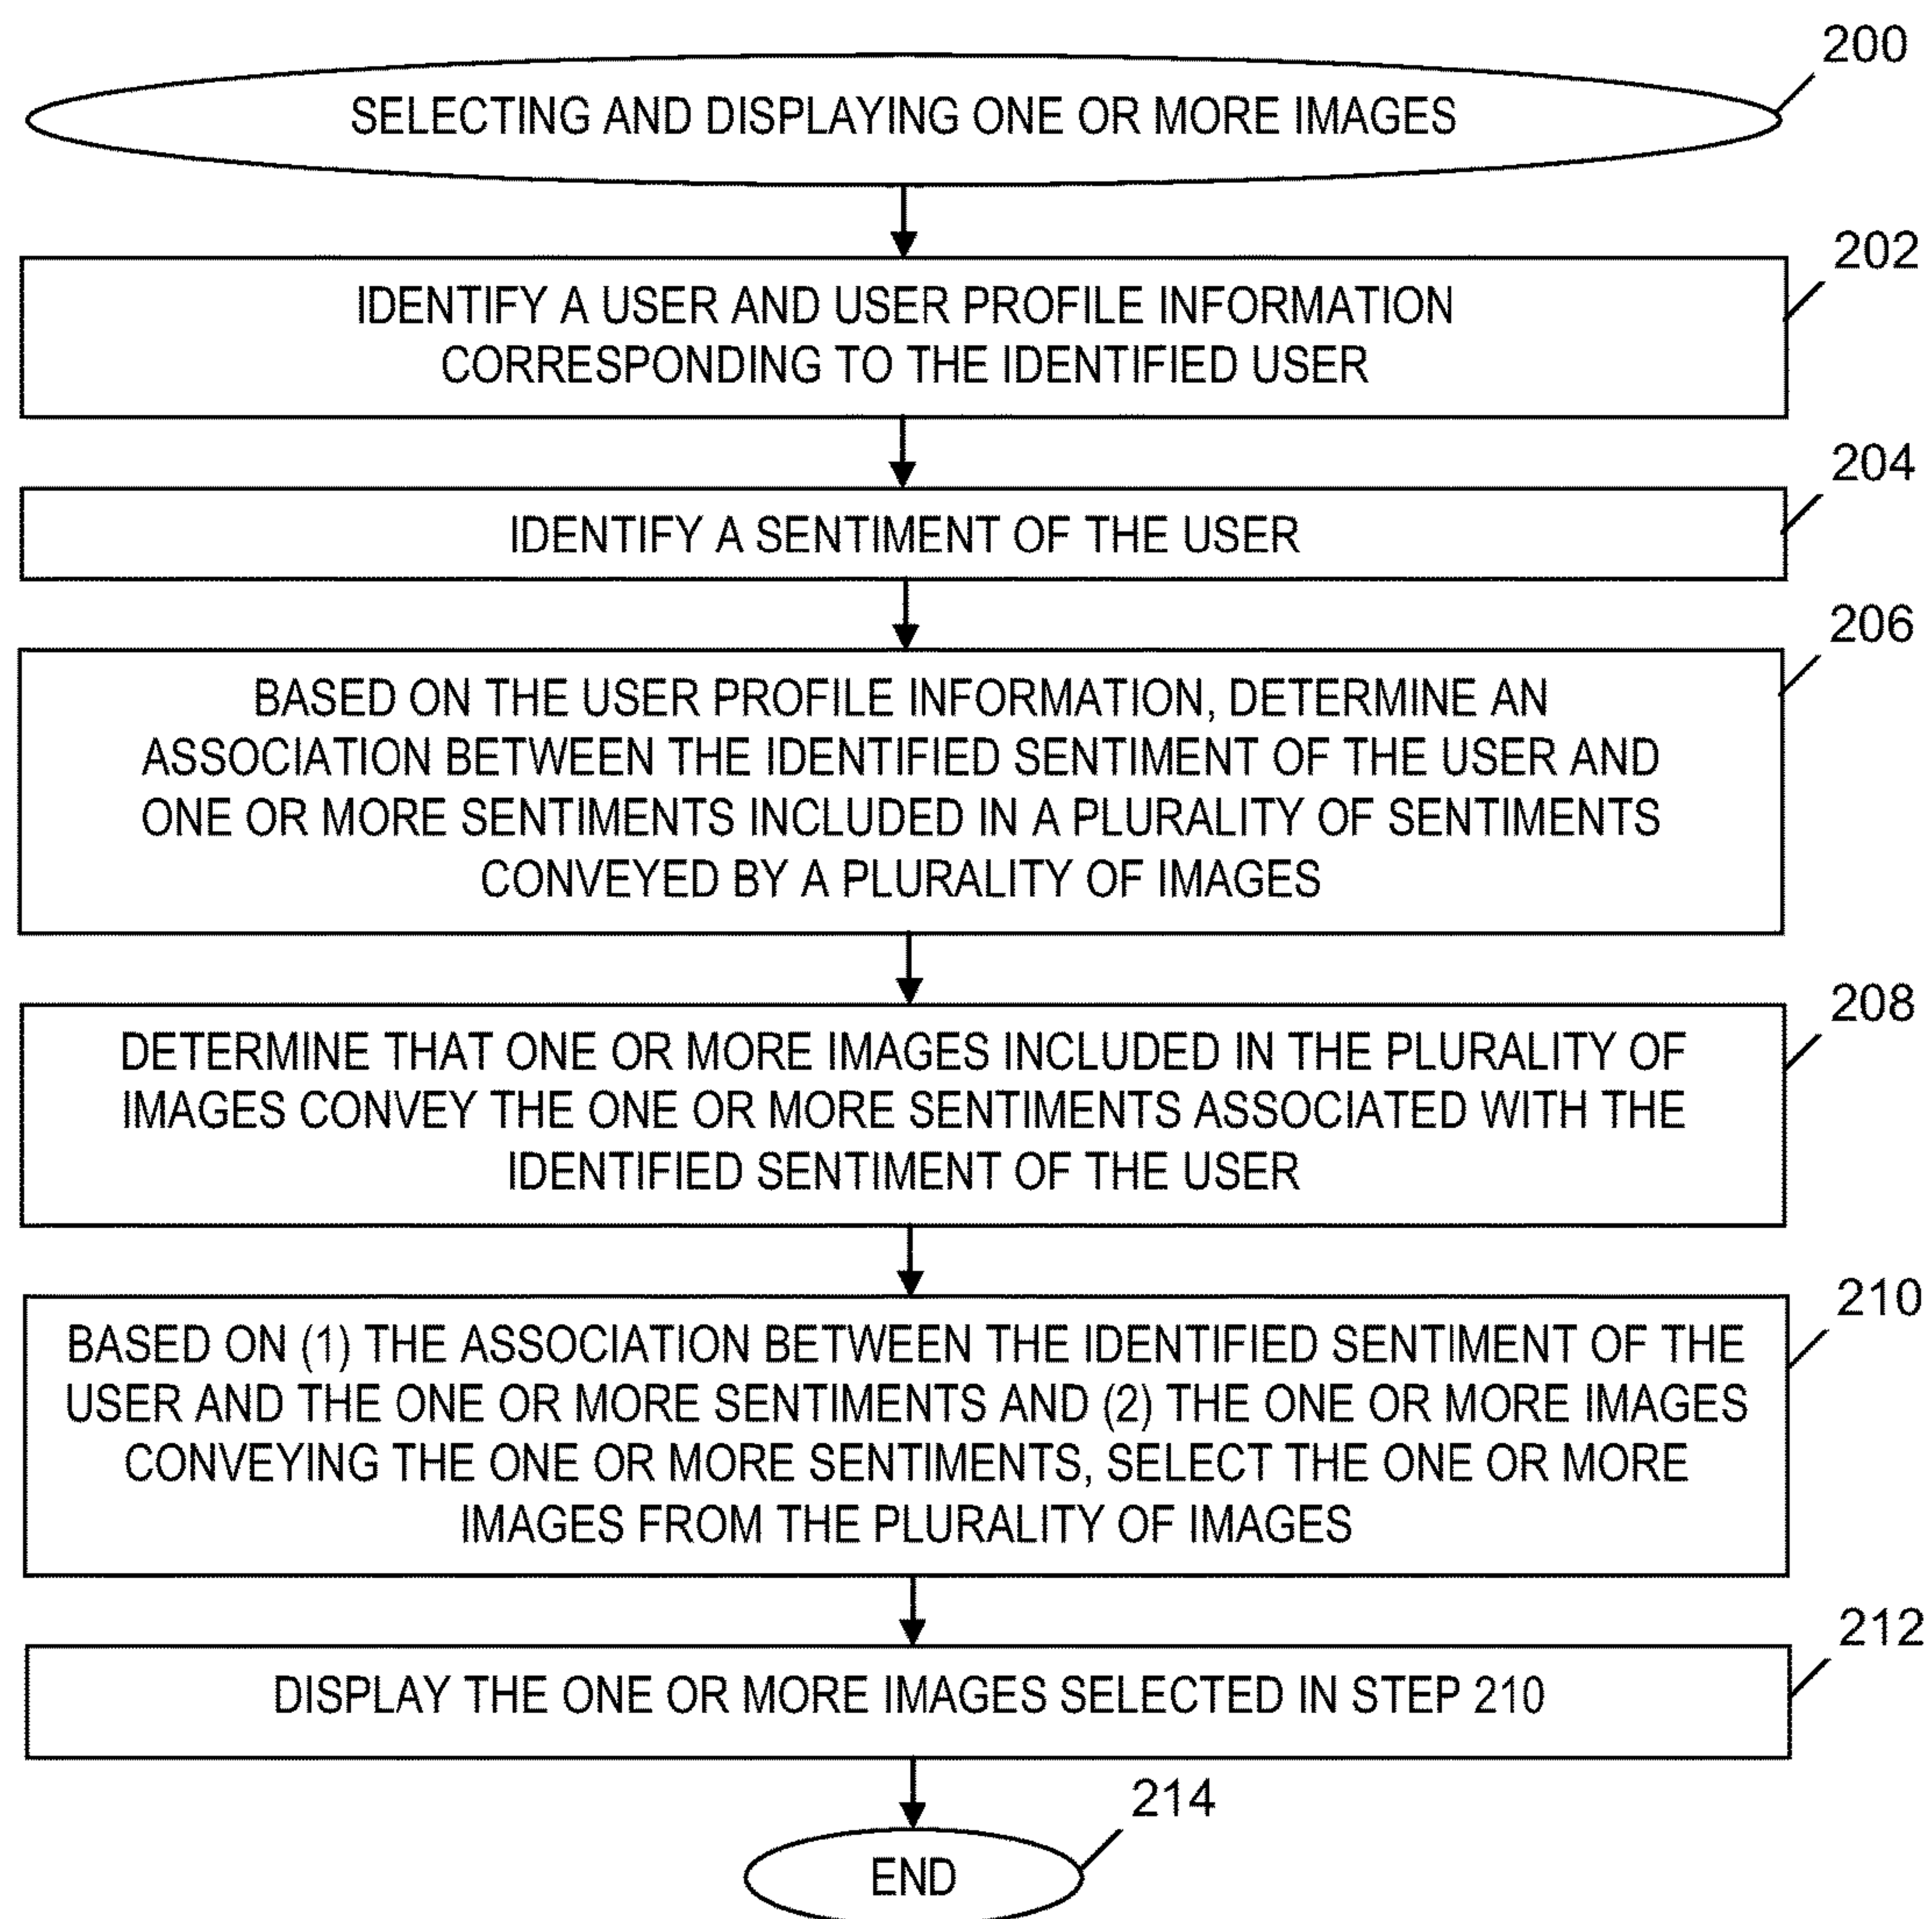 200
SELECTING AND DISPLAYING ONE OR MORE IMAGES
202
IDENTIFY A USER AND USER PROFILE INFORMATION
CORRESPONDING TO THE IDENTIFIED USER
204
IDENTIFY A SENTIMENT OF THE USER
206
BASED ON THE USER PROFILE INFORMATION, DETERMINE AN
ASSOCIATION BETWEEN THE IDENTIFIED SENTIMENT OF THE USER AND
ONE OR MORE SENTIMENTS INCLUDED IN A PLURALITY OF SENTIMENTS
CONVEYED BY A PLURALITY OF IMAGES
208
DETERMINE THAT ONE OR MORE IMAGES INCLUDED IN THE PLURALITY OF
IMAGES CONVEY THE ONE OR MORE SENTIMENTS ASSOCIATED WITH THE
IDENTIFIED SENTIMENT OF THE USER
210
BASED ON (1) THE ASSOCIATION BETWEEN THE IDENTIFIED SENTIMENT OF THE
USER AND THE ONE OR MORE SENTIMENTS AND (2) THE ONE OR MORE IMAGES
CONVEYING THE ONE OR MORE SENTIMENTS, SELECT THE ONE OR MORE
IMAGES FROM THE PLURALITY OF IMAGES
212
DISPLAY THE ONE OR MORE IMAGES SELECTED IN STEP 210
214
END